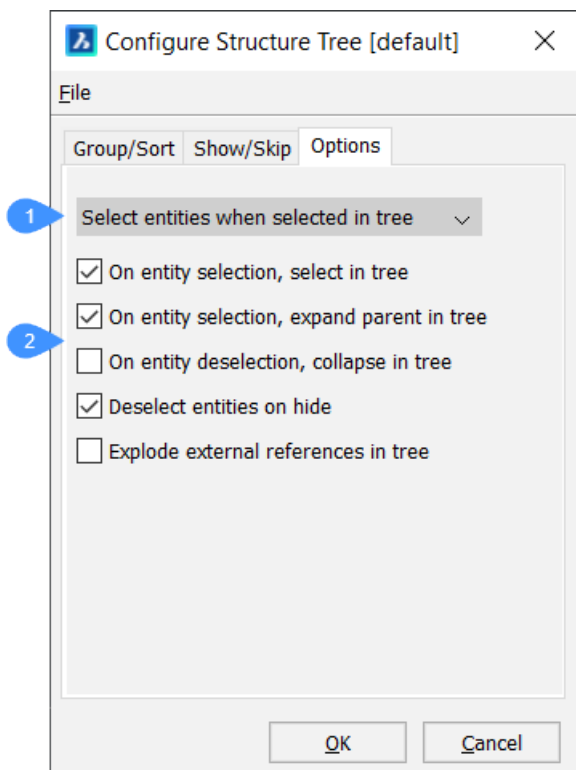 Configure Structure Tree [default]
File
Group/Sort Show/Skip Options
1
Select entities when selected in tree
On entity selection, select in tree
On entity selection, expand parent in tree
2
On entity deselection, collapse in tree
Deselect entities on hide
Explode external references in tree
OK Cancel